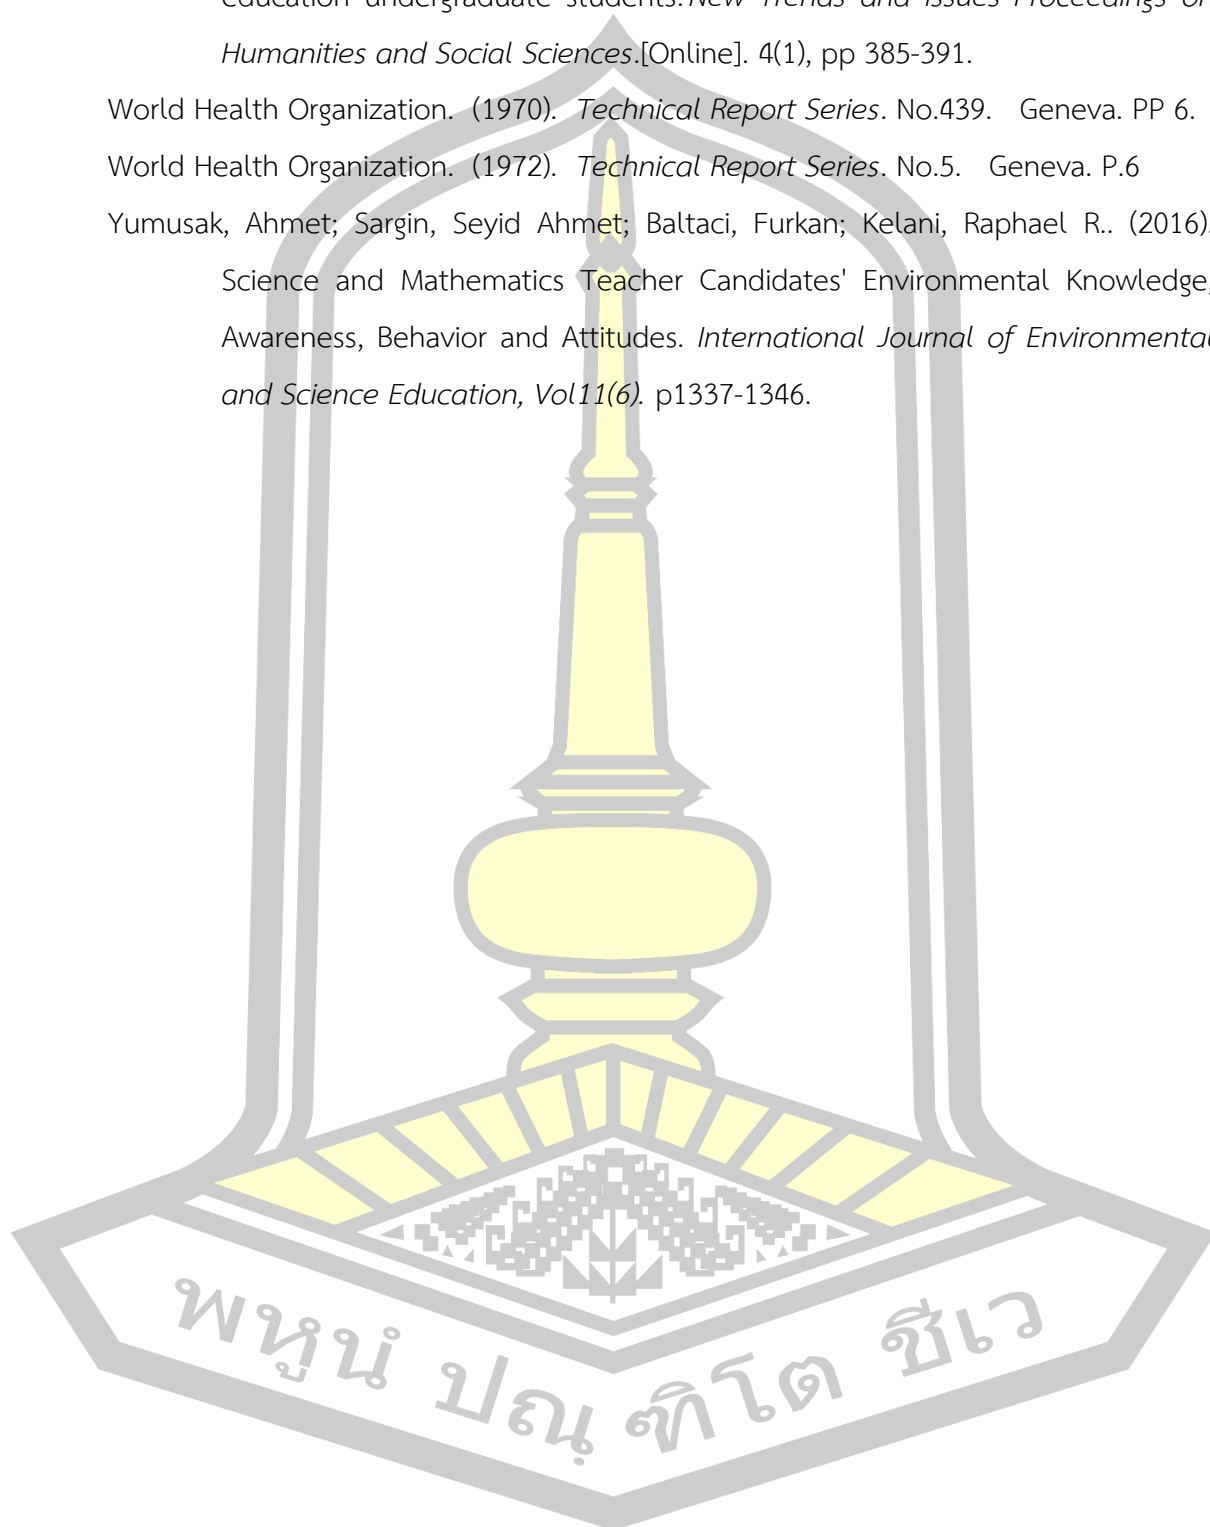 education undergraduate students.New Trends and Issues Proceedings on
Humanities and Social Sciences.[Online]. 4(1), pp 385-391.
World Health Organization. (1970). Technical Report Series. No.439. Geneva. PP 6.
World Health Organization. (1972). Technical Report Series. No.5. Geneva. P.6
Yumusak, Ahmet; Sargin, Seyid Ahmet; Baltaci, Furkan; Kelani, Raphael R.. (2016).
Science and Mathematics Teacher Candidates' Environmental Knowledge,
Awareness, Behavior and Attitudes. International Journal of Environmental
and Science Education, Vol11(6). p1337-1346.
พหูนํ ปณฺฑิโต ชีเว